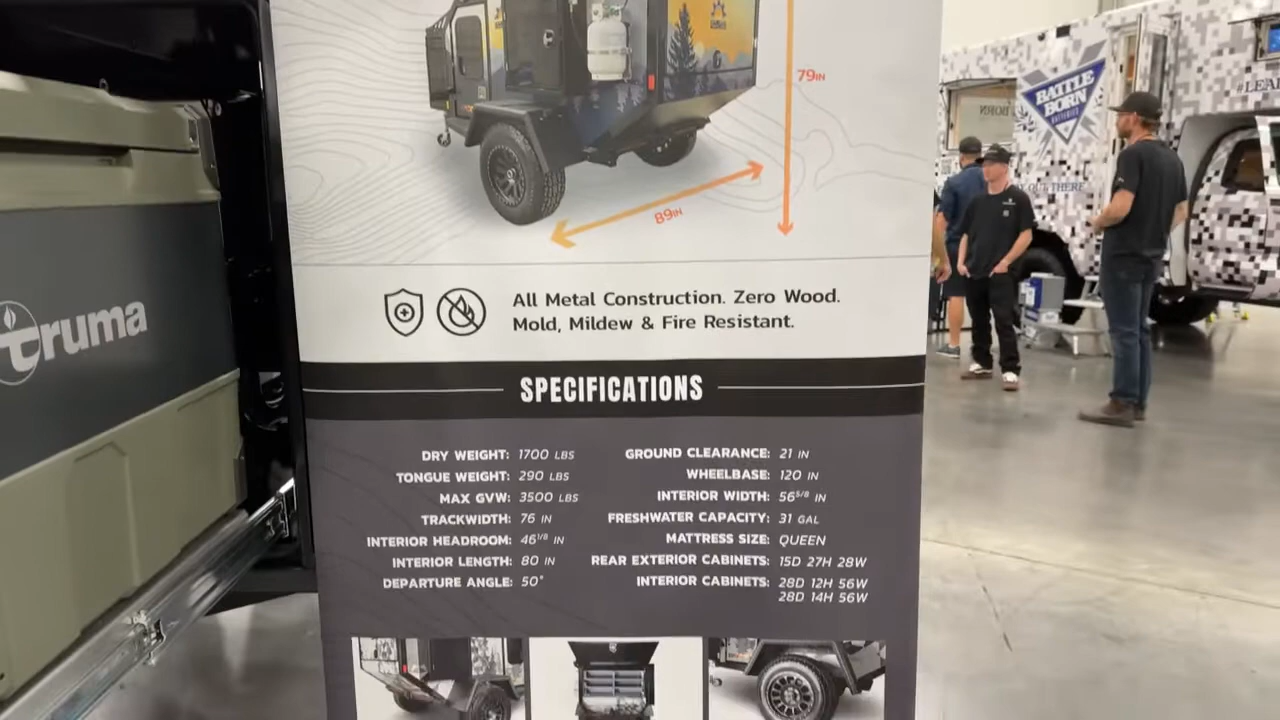 79IN
89IN
All Metal Construction. Zero Wood.
Mold, Mildew & Fire Resistant.
SPECIFICATIONS
DRY WEIGHT: 1700 LBS
TONGUE WEIGHT: 290 LBS
MAX GVW: 3500 LBS
TRACKWIDTH: 76 IN
INTERIOR HEADROOM: 46 1/8 IN
INTERIOR LENGTH: 80 IN
DEPARTURE ANGLE: 50°
GROUND CLEARANCE: 21 IN
WHEELBASE: 120 IN
INTERIOR WIDTH: 56 5/8 IN
FRESHWATER CAPACITY: 31 GAL
MATTRESS SIZE: QUEEN
REAR EXTERIOR CABINETS: 15D 27H 28W
INTERIOR CABINETS: 28D 12H 56W
28D 14H 56W
truma
BATTLE
BORN
BATTERIES
OUT THERE